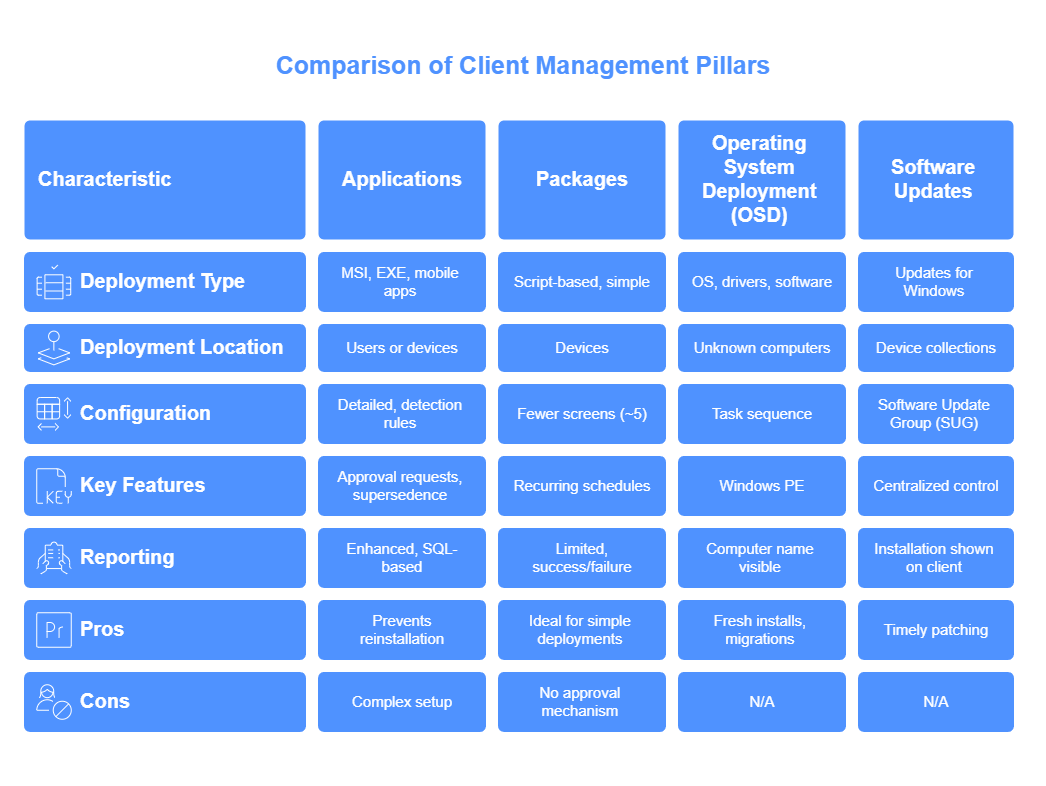 Comparison of Client Management Pillars
Characteristic
Applications
Packages
Operating
System
Deployment
(OSD)
Software
Updates
Deployment Type
MSI, EXE, mobile
apps
Script-based, simple
OS, drivers, software
Updates for
Windows
Deployment Location
Users or devices
Devices
Unknown computers
Device collections
Configuration
Detailed, detection
rules
Fewer screens (~5)
Task sequence
Software Update
Group (SUG)
KEY
Key Features
Approval requests,
supersedence
Recurring schedules
Windows PE
Centralized control
Reporting
Enhanced, SQL-
based
Limited,
success/failure
Computer name
visible
Installation shown
on client
Pr
Pros
Prevents
reinstallation
Ideal for simple
deployments
Fresh installs,
migrations
Timely patching
Cons
Complex setup
No approval
mechanism
N/A
N/A